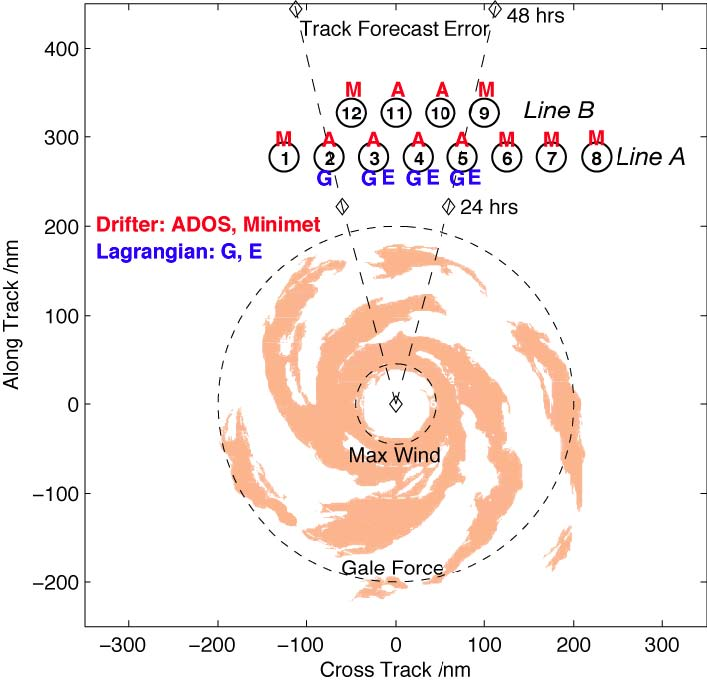 450
Track Forecast Error
48 hrs
400
M A A M
12 11 10 9
Line B
300
M A A A A M M M
1 2 3 4 5 6 7 8
Line A
G G E G E G E
24 hrs
200
Drifter: ADOS, Minimet
Lagrangian: G, E
100
0
Max Wind
−100
Gale Force
−200
Along Track /nm
−300 −200 −100 0 100 200 300
Cross Track /nm